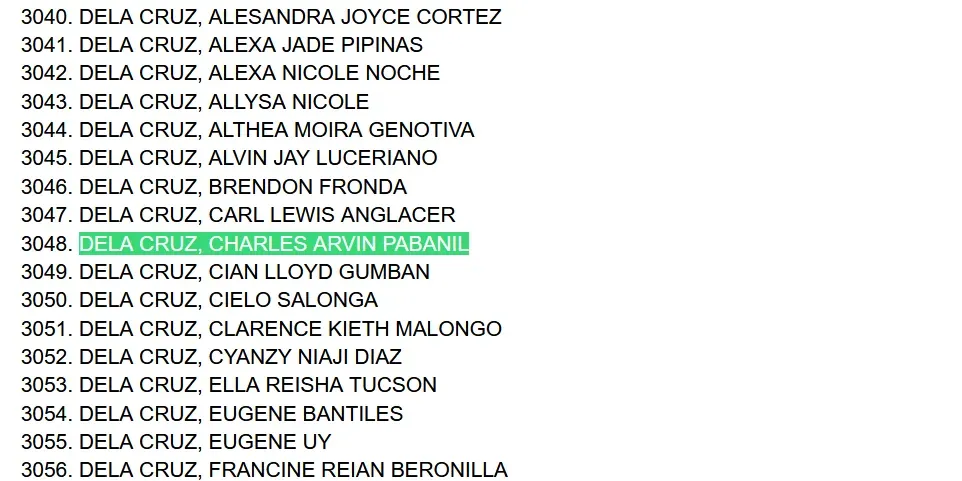 3040. DELA CRUZ, ALESANDRA JOYCE CORTEZ
3041. DELA CRUZ, ALEXA JADE PIPINAS
3042. DELA CRUZ, ALEXA NICOLE NOCHE
3043. DELA CRUZ, ALLYSA NICOLE
3044. DELA CRUZ, ALTHEA MOIRA GENOTIVA
3045. DELA CRUZ, ALVIN JAY LUCERIANO
3046. DELA CRUZ, BRENDON FRONDA
3047. DELA CRUZ, CARL LEWIS ANGLACER
3048. DELA CRUZ, CHARLES ARVIN PABANIL
3049. DELA CRUZ, CIAN LLOYD GUMBAN
3050. DELA CRUZ, CIELO SALONGA
3051. DELA CRUZ, CLARENCE KIETH MALONGO
3052. DELA CRUZ, CYANZY NIAJI DIAZ
3053. DELA CRUZ, ELLA REISHA TUCSON
3054. DELA CRUZ, EUGENE BANTILES
3055. DELA CRUZ, EUGENE UY
3056. DELA CRUZ, FRANCINE REIAN BERONILLA